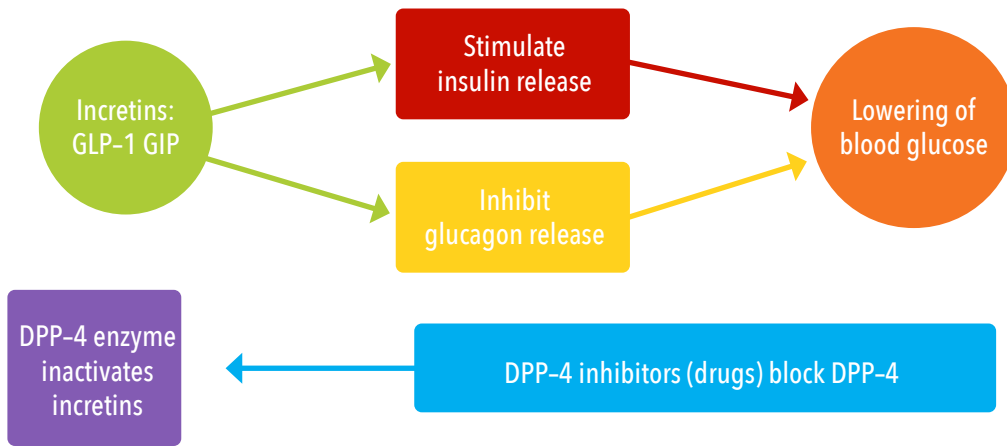 Incretins:
GLP–1 GIP
Stimulate
insulin release
Inhibit
glucagon release
Lowering of
blood glucose
DPP–4 enzyme
inactivates
incretins
DPP–4 inhibitors (drugs) block DPP–4